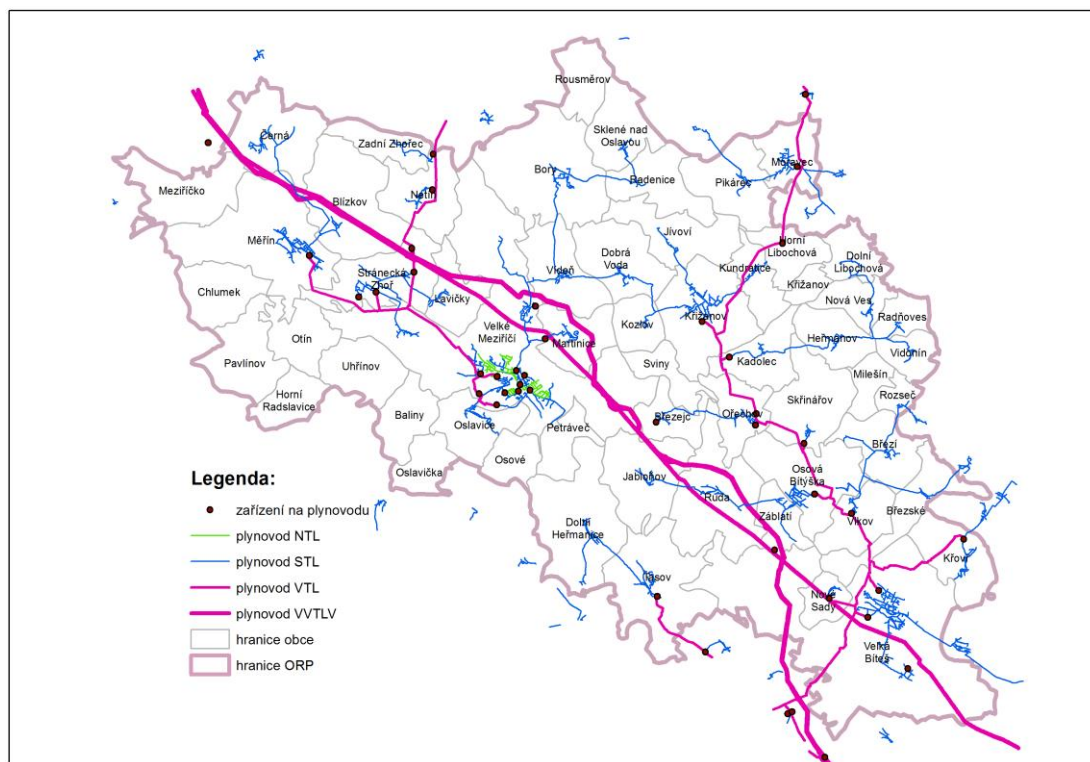 Rousměrov
Černá
Zadní Zhořec
Sklené nad
Oslavou
Moravec
Bory
Radenice
Pikárec
Meziříčko
Blízkov
Netín
Měřín
Jívoví
Horní
Libochová
Dolní
Libochová
Stránecká
Zhoř
Vídeň
Dobrá
Voda
Kundratice
Křižanov
Chlumek
Lavičky
Nová Ves
Kozlov
Křižanov
Radňoves
Otín
Velké
Meziříčí
Martinice
Heřmanov
Vidonín
Pavlínov
Uhřínov
Sviny
Kadolec
Milešín
Horní
Radslavice
Baliny
Skřinářov
Rozseč
Oslavice
Petráveč
Březejc
Ořechov
Březí
Oslavička
Osové
Jabloňov
Osová
Bítýška
Legenda:
Ruda
Záblatí
Vlkov
Březské
zařízení na plynovodu
Dolní
Heřmanice
plynovod NTL
Křoví
plynovod STL
Tasov
plynovod VTL
Nové
Sady
plynovod VVTLV
hranice obce
Velká
Bíteš
hranice ORP